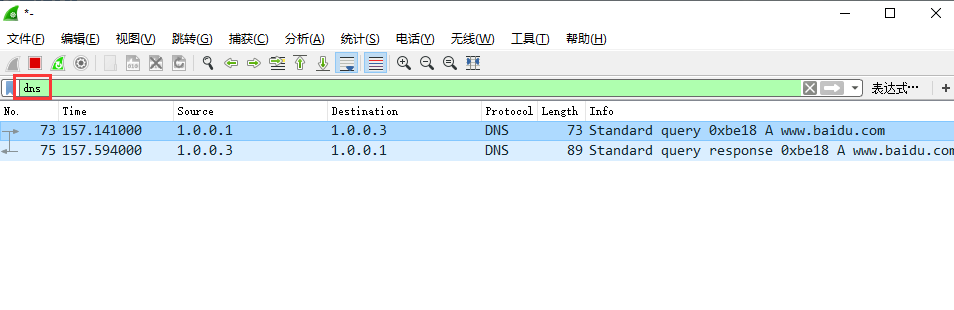 *-
文件(F) 编辑(E) 视图(V) 跳转(G) 捕获(C) 分析(A) 统计(S) 电话(Y) 无线(W) 工具(T) 帮助(H)
dns 表达式… +
No. Time Source Destination Protocol Length Info
73 157.141000 1.0.0.1 1.0.0.3 DNS 73 Standard query 0xbe18 A www.baidu.com
75 157.594000 1.0.0.3 1.0.0.1 DNS 89 Standard query response 0xbe18 A www.baidu.com